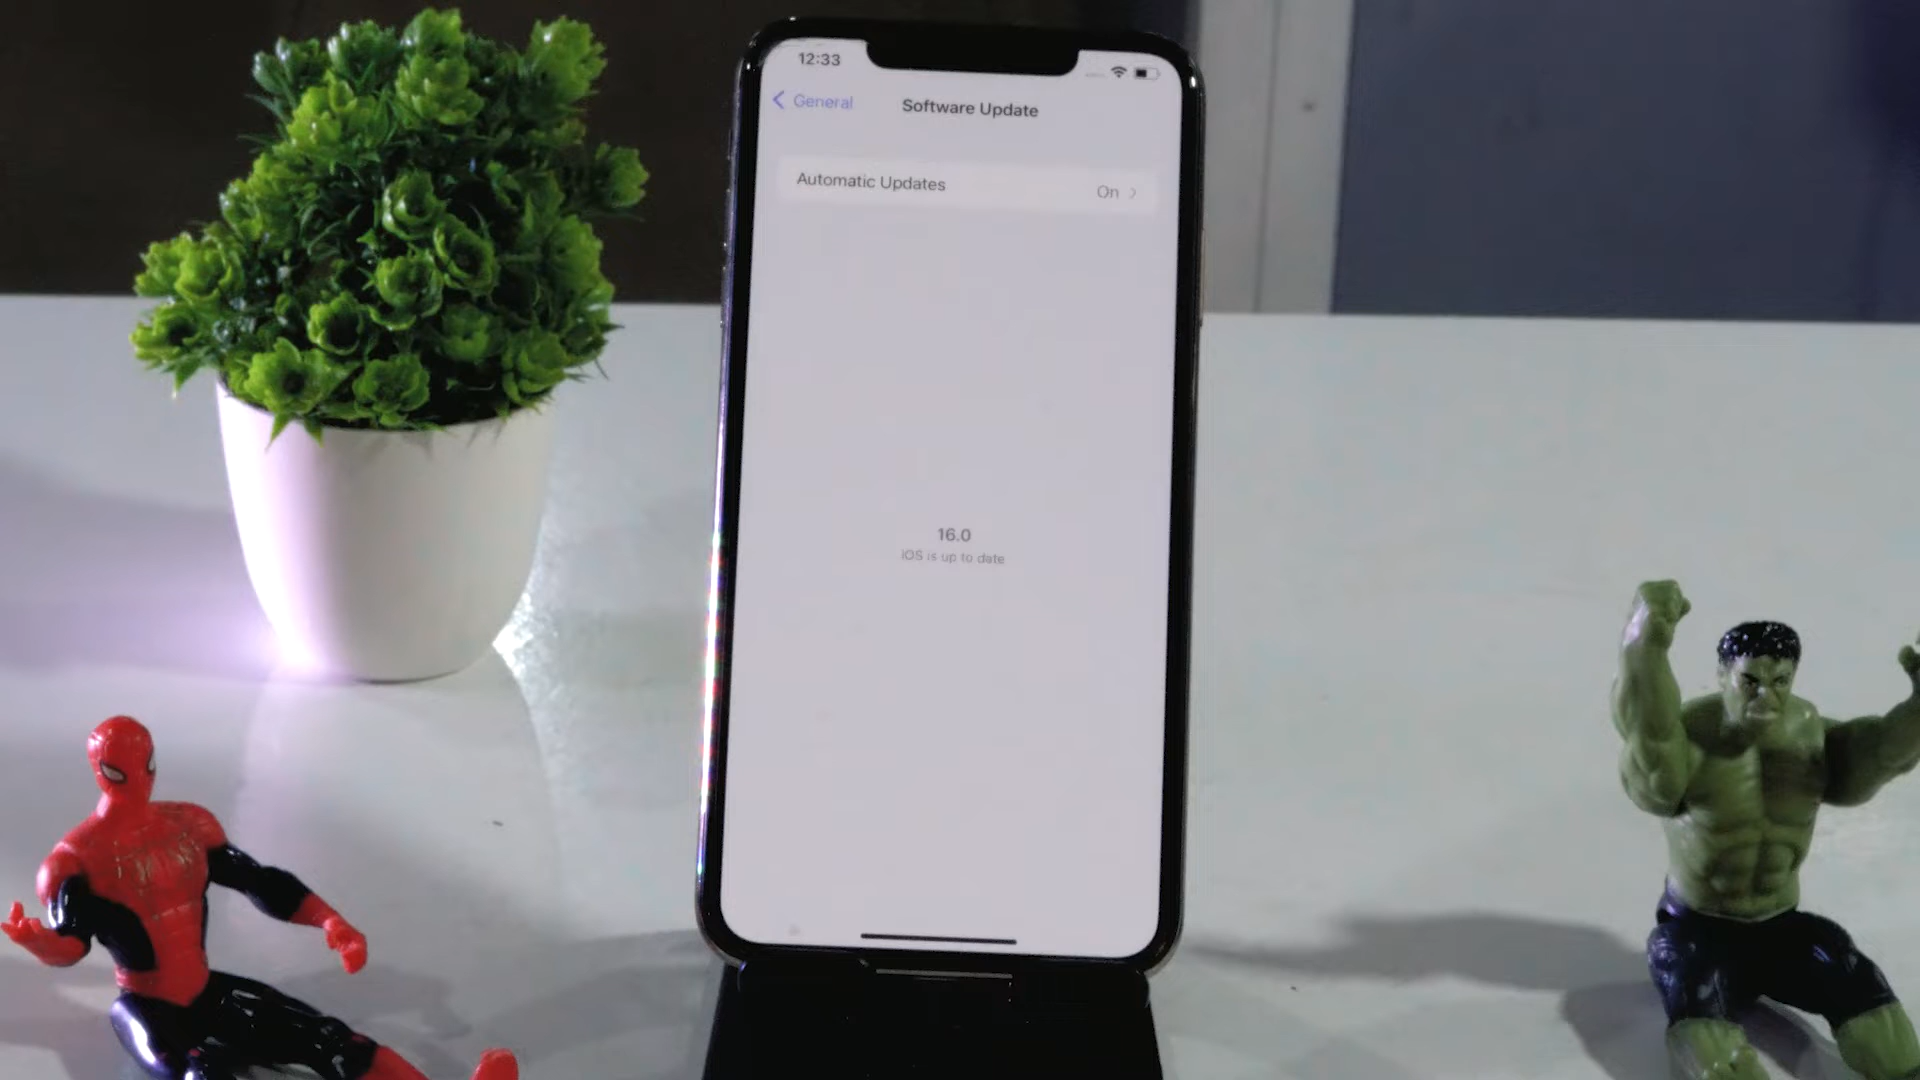 12:33
General
Software Update
Automatic Updates
On
16.0
iOS is up to date